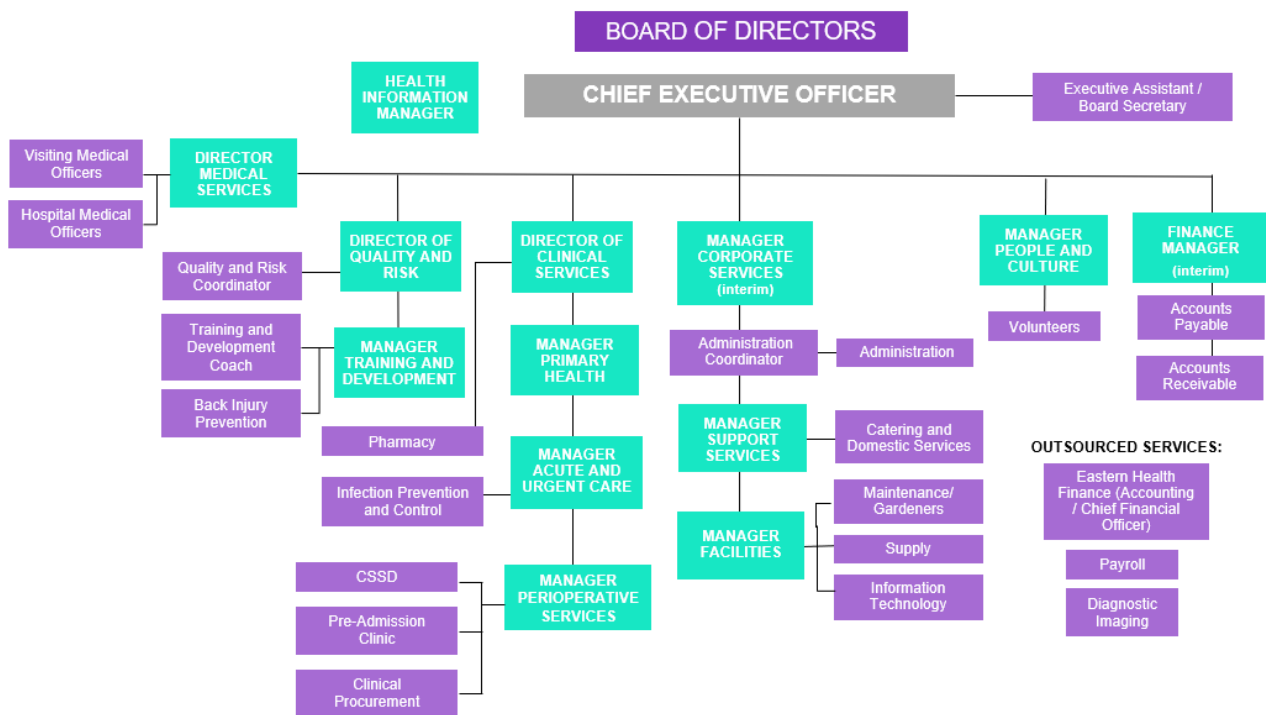 BOARD OF DIRECTORS
HEALTH
INFORMATION
MANAGER
CHIEF EXECUTIVE OFFICER
Executive Assistant /
Board Secretary
Visiting Medical
Officers
Hospital Medical
Officers
DIRECTOR
MEDICAL
SERVICES
DIRECTOR OF
QUALITY AND
RISK
Quality and Risk
Coordinator
Training and
Development
Coach
Back Injury
Prevention
MANAGER
TRAINING AND
DEVELOPMENT
DIRECTOR OF
CLINICAL
SERVICES
MANAGER
PRIMARY
HEALTH
Pharmacy
MANAGER
ACUTE AND
URGENT CARE
Infection Prevention
and Control
MANAGER
PERIOPERATIVE
SERVICES
CSSD
Pre-Admission
Clinic
Clinical
Procurement
MANAGER
CORPORATE
SERVICES
(interim)
Administration
Coordinator
Administration
MANAGER
SUPPORT
SERVICES
Catering and
Domestic Services
MANAGER
FACILITIES
Maintenance/
Gardeners
Supply
Information
Technology
MANAGER
PEOPLE AND
CULTURE
Volunteers
FINANCE
MANAGER
(interim)
Accounts
Payable
Accounts
Receivable
OUTSOURCED SERVICES:
Eastern Health
Finance (Accounting
/ Chief Financial
Officer)
Payroll
Diagnostic
Imaging